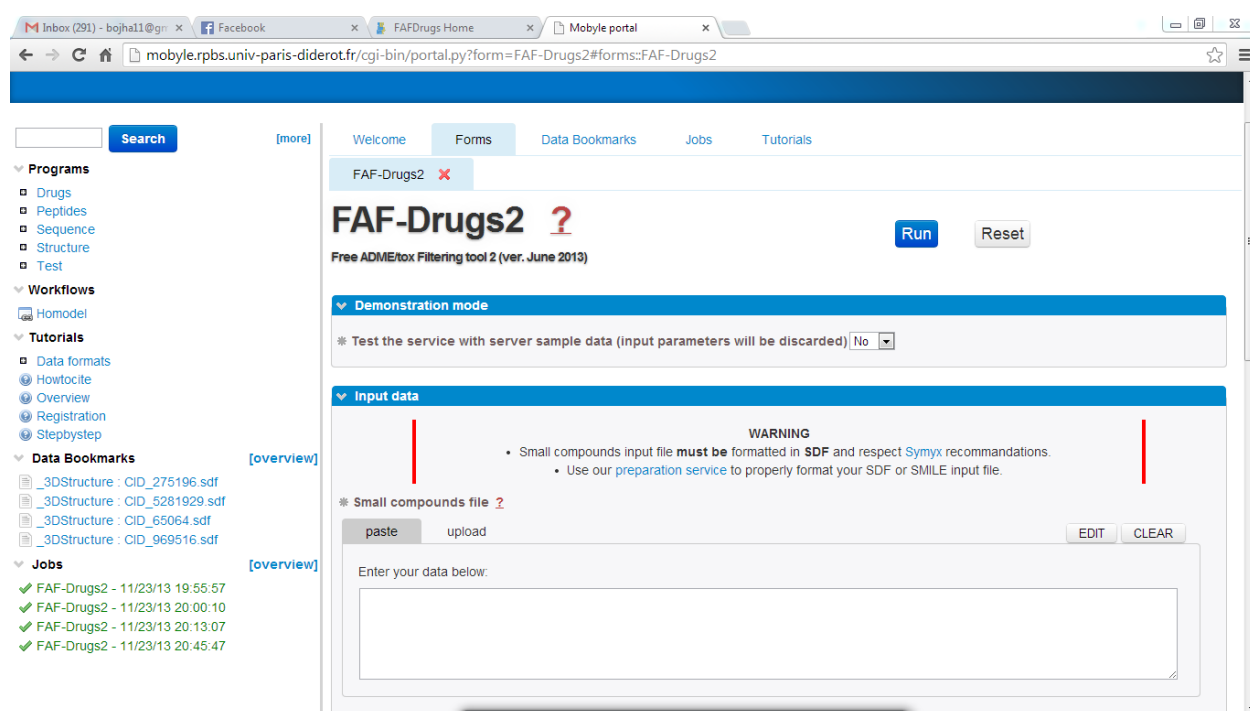 Inbox (291) - bojha11@gm
Facebook
FAFDrugs Home
Mobyle portal
mobyle.rpbs.univ-paris-diderot.fr/cgi-bin/portal.py?form=FAF-Drugs2#forms::FAF-Drugs2
Search
[more]
Programs
Drugs
Peptides
Sequence
Structure
Test
Workflows
Homodel
Tutorials
Data formats
Howtocite
Overview
Registration
Stepbystep
Data Bookmarks [overview]
_3DStructure : CID_275196.sdf
_3DStructure : CID_5281929.sdf
_3DStructure : CID_65064.sdf
_3DStructure : CID_969516.sdf
Jobs [overview]
FAF-Drugs2 - 11/23/13 19:55:57
FAF-Drugs2 - 11/23/13 20:00:10
FAF-Drugs2 - 11/23/13 20:13:07
FAF-Drugs2 - 11/23/13 20:45:47
Welcome Forms Data Bookmarks Jobs Tutorials
FAF-Drugs2
FAF-Drugs2 ?
Run Reset
Free ADME/tox Filtering tool 2 (ver. June 2013)
Demonstration mode
Test the service with server sample data (input parameters will be discarded) No
Input data
WARNING
Small compounds input file must be formatted in SDF and respect Symyx recommandations.
Use our preparation service to properly format your SDF or SMILE input file.
Small compounds file ?
paste upload EDIT CLEAR
Enter your data below: